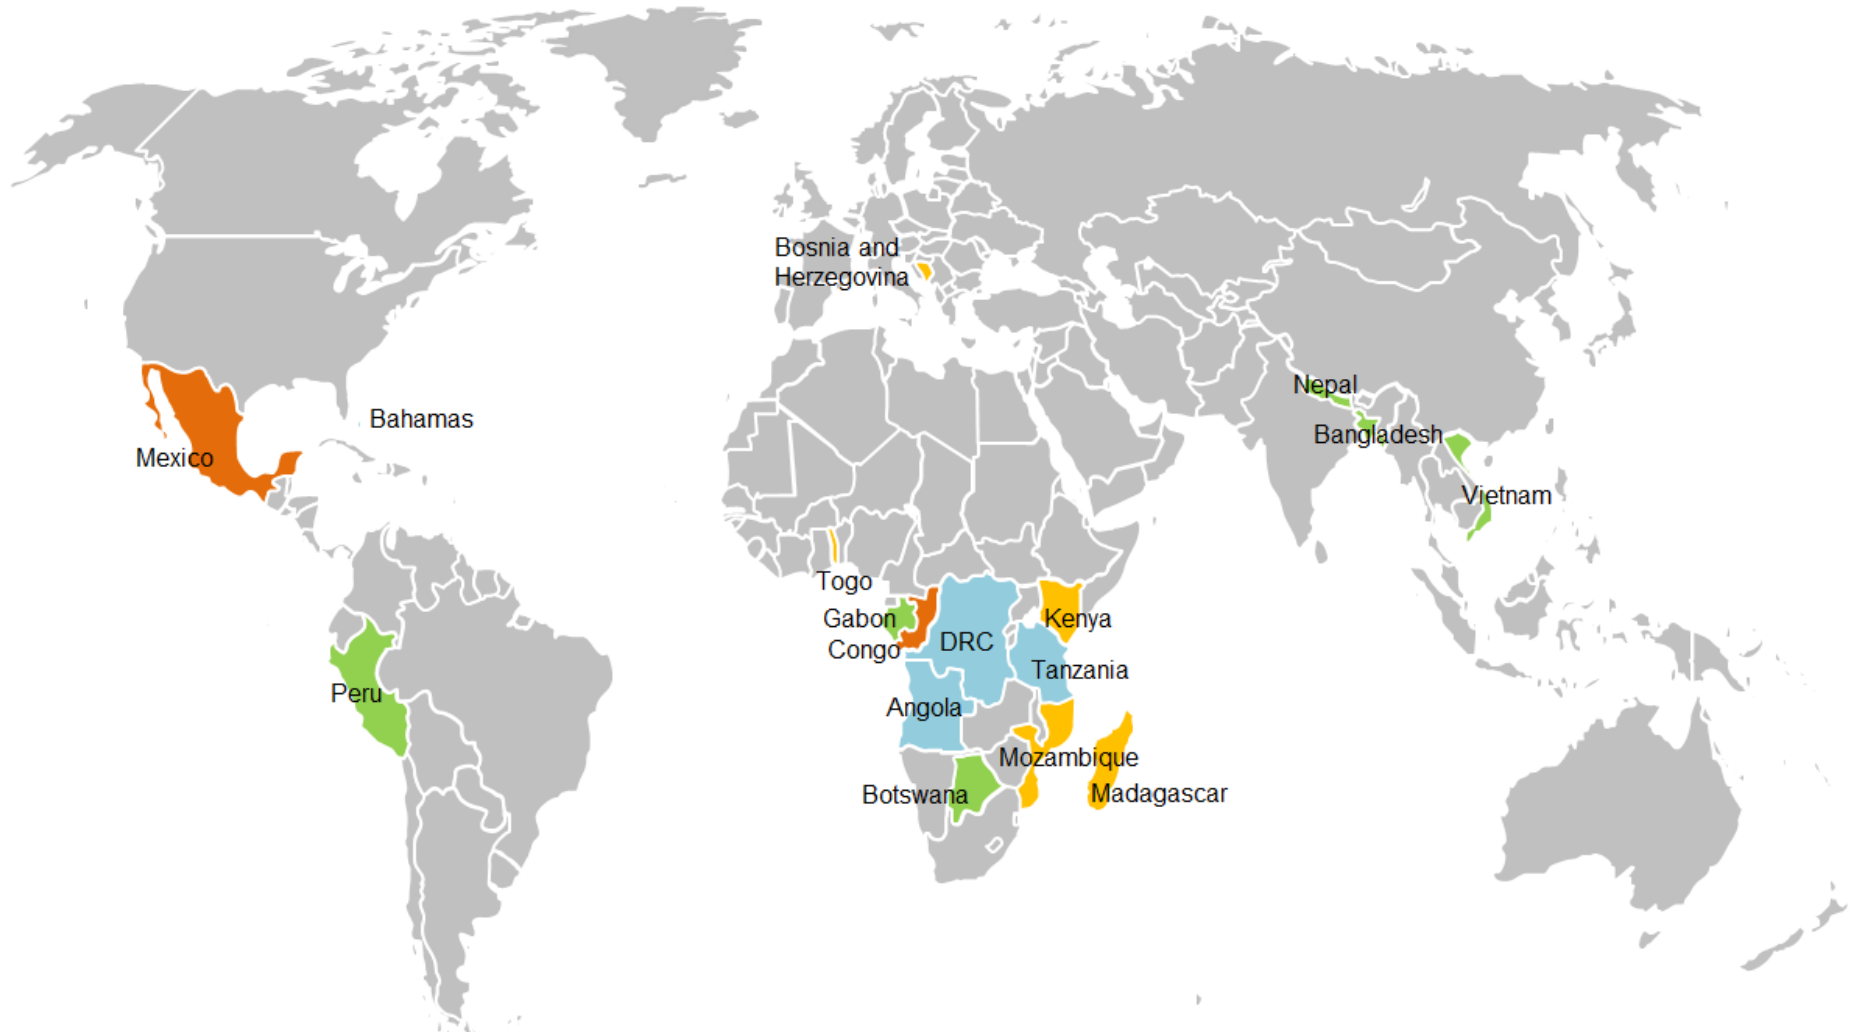 Bosnia and
Herzegovina
Nepal
Bahamas
Bangladesh
Mexico
Vietnam
Togo
Gabon
Kenya
Congo
DRC
Tanzania
Peru
Angola
Mozambique
Botswana
Madagascar